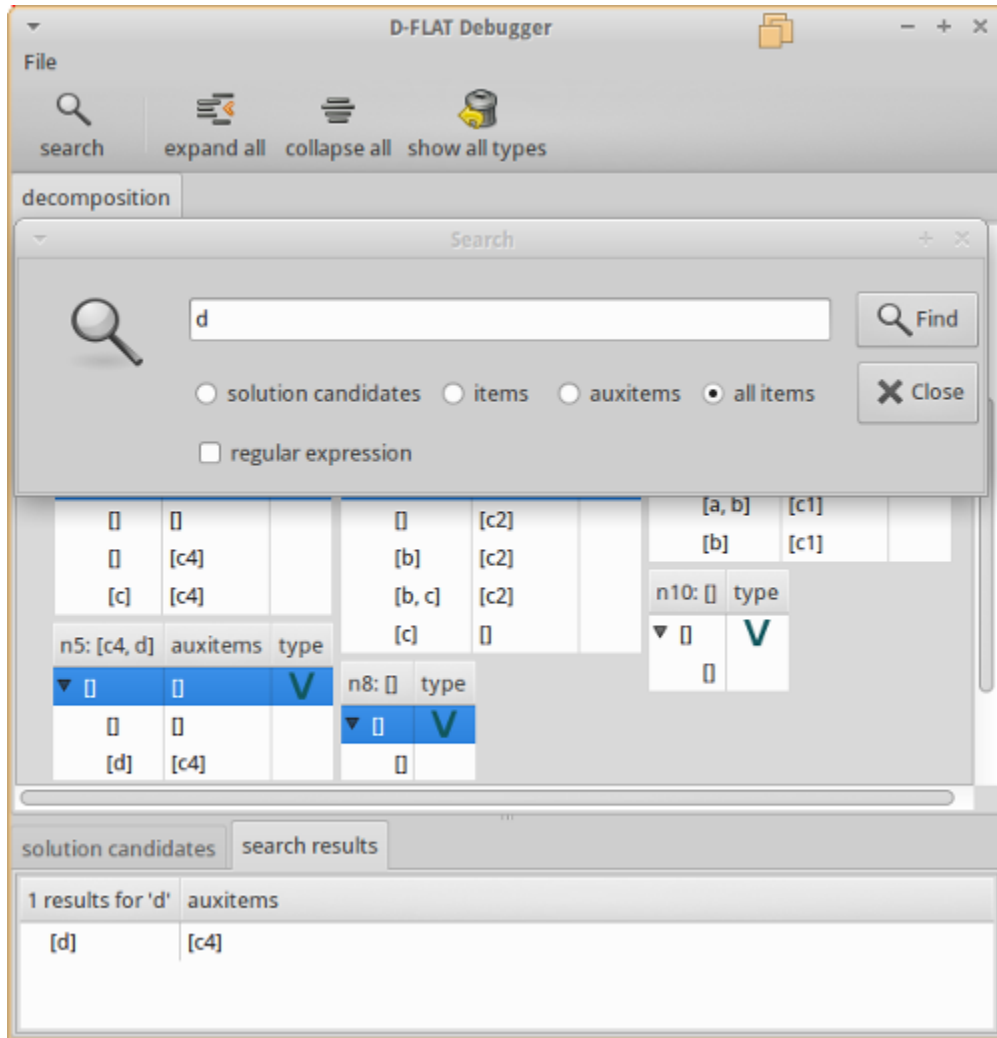 D-FLAT Debugger
File
search expand all collapse all show all types
decomposition
Search
d
Find
solution candidates items auxitems all items
Close
regular expression
[] [] [] [c2] [a, b] [c1]
[] [c4] [b] [c2] [b] [c1]
[c] [c4] [b, c] [c2] n10: [] type
[c] [] [] V
n5: [c4, d] auxitems type []
[] [] V n8: [] type
[] [] [] V
[d] [c4] []
solution candidates search results
1 results for 'd' auxitems
[d] [c4]